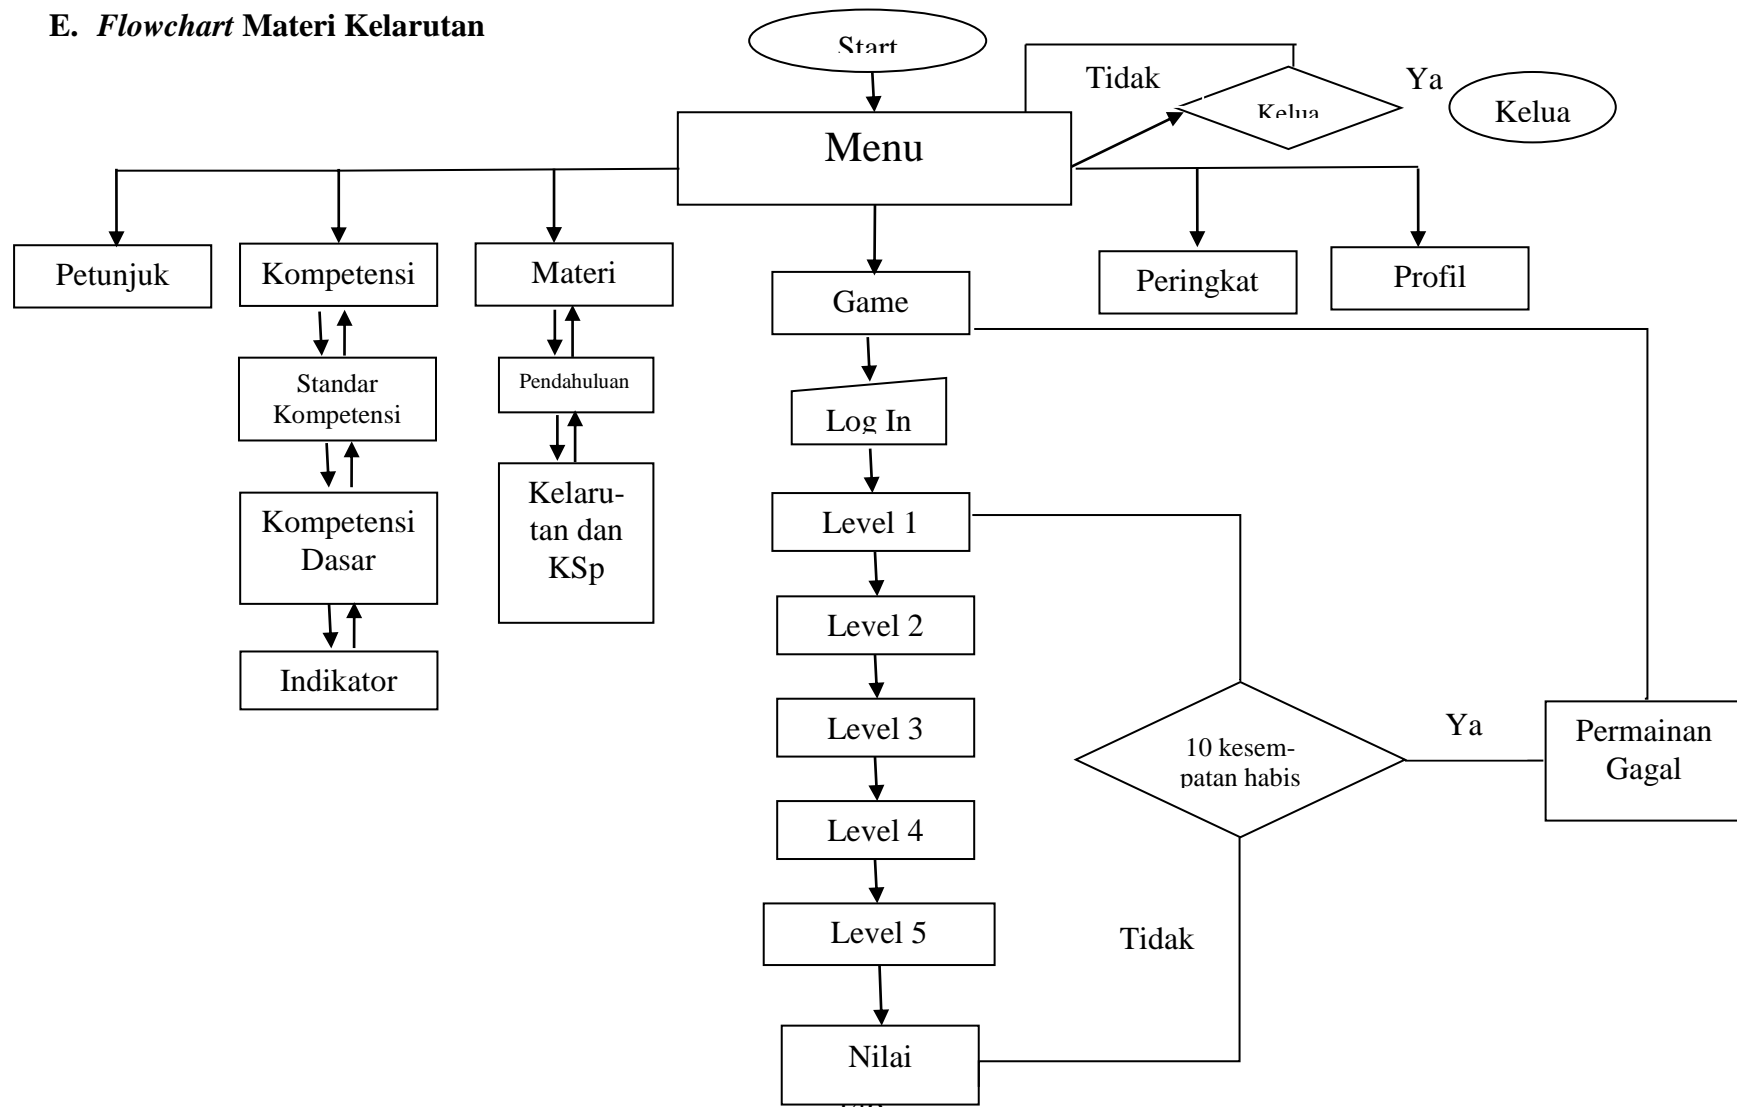 E. Flowchart Materi Kelarutan
Start
Tidak
Ya
Kelua
Kelua
Menu
Petunjuk
Kompetensi
Materi
Game
Peringkat
Profil
Standar
Kompetensi
Pendahuluan
Log In
Kompetensi
Dasar
Kelaru-
tan dan
KSp
Level 1
Level 2
Indikator
Level 3
10 kesem-
patan habis
Ya
Permainan
Gagal
Level 4
Level 5
Tidak
Nilai